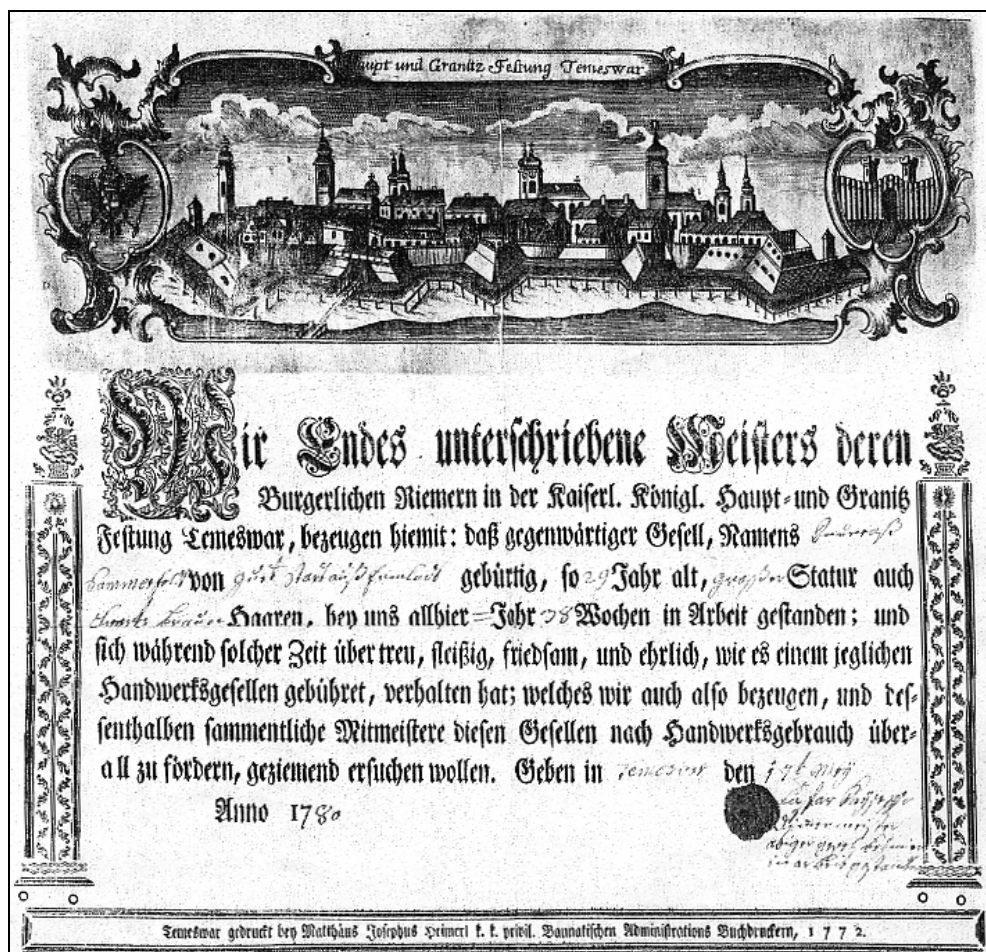 Haupt und Granitz Festung Temeswar
Wir Endes unterschriebene Meisters deren
Burgerlichen Riemern in der Kaiserl. Königl. Haupt- und Granitz
Festung Temeswar, bezeugen hiemit: daß gegenwärtiger Gesell, Namens
von gebürtig, so 29 Jahr alt, großer Statur auch
Haaren, bey uns allhier = Jahr 38 Wochen in Arbeit gestanden; und
sich während solcher Zeit über treu, fleißig, friedsam, und ehrlich, wie es einem jeglichen
Handwerksgesellen gebühret, verhalten hat; welches wir auch also bezeugen, und des-
senthalben sammentliche Mitmeistere diesen Gesellen nach Handwerksgebrauch über-
all zu fördern, geziemend ersuchen wollen. Geben in Temeswar den
Anno 1780
Temeswar gedruckt bey Matthäus Josephus Heimerl k. k. privil. Bannatischen Administrations Buchdruckern, 1772.